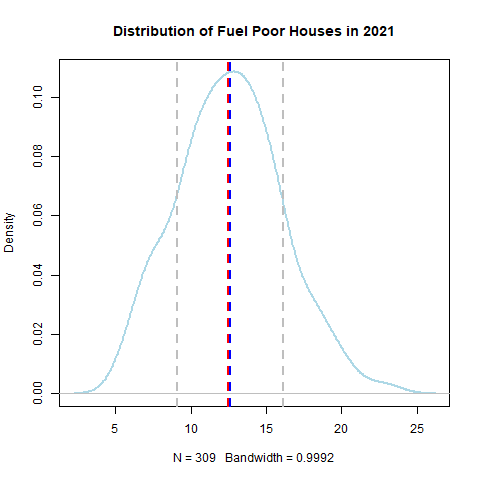 Distribution of Fuel Poor Houses in 2021
Density
0.10
0.08
0.06
0.04
0.02
0.00
5 10 15 20 25
N = 309 Bandwidth = 0.9992